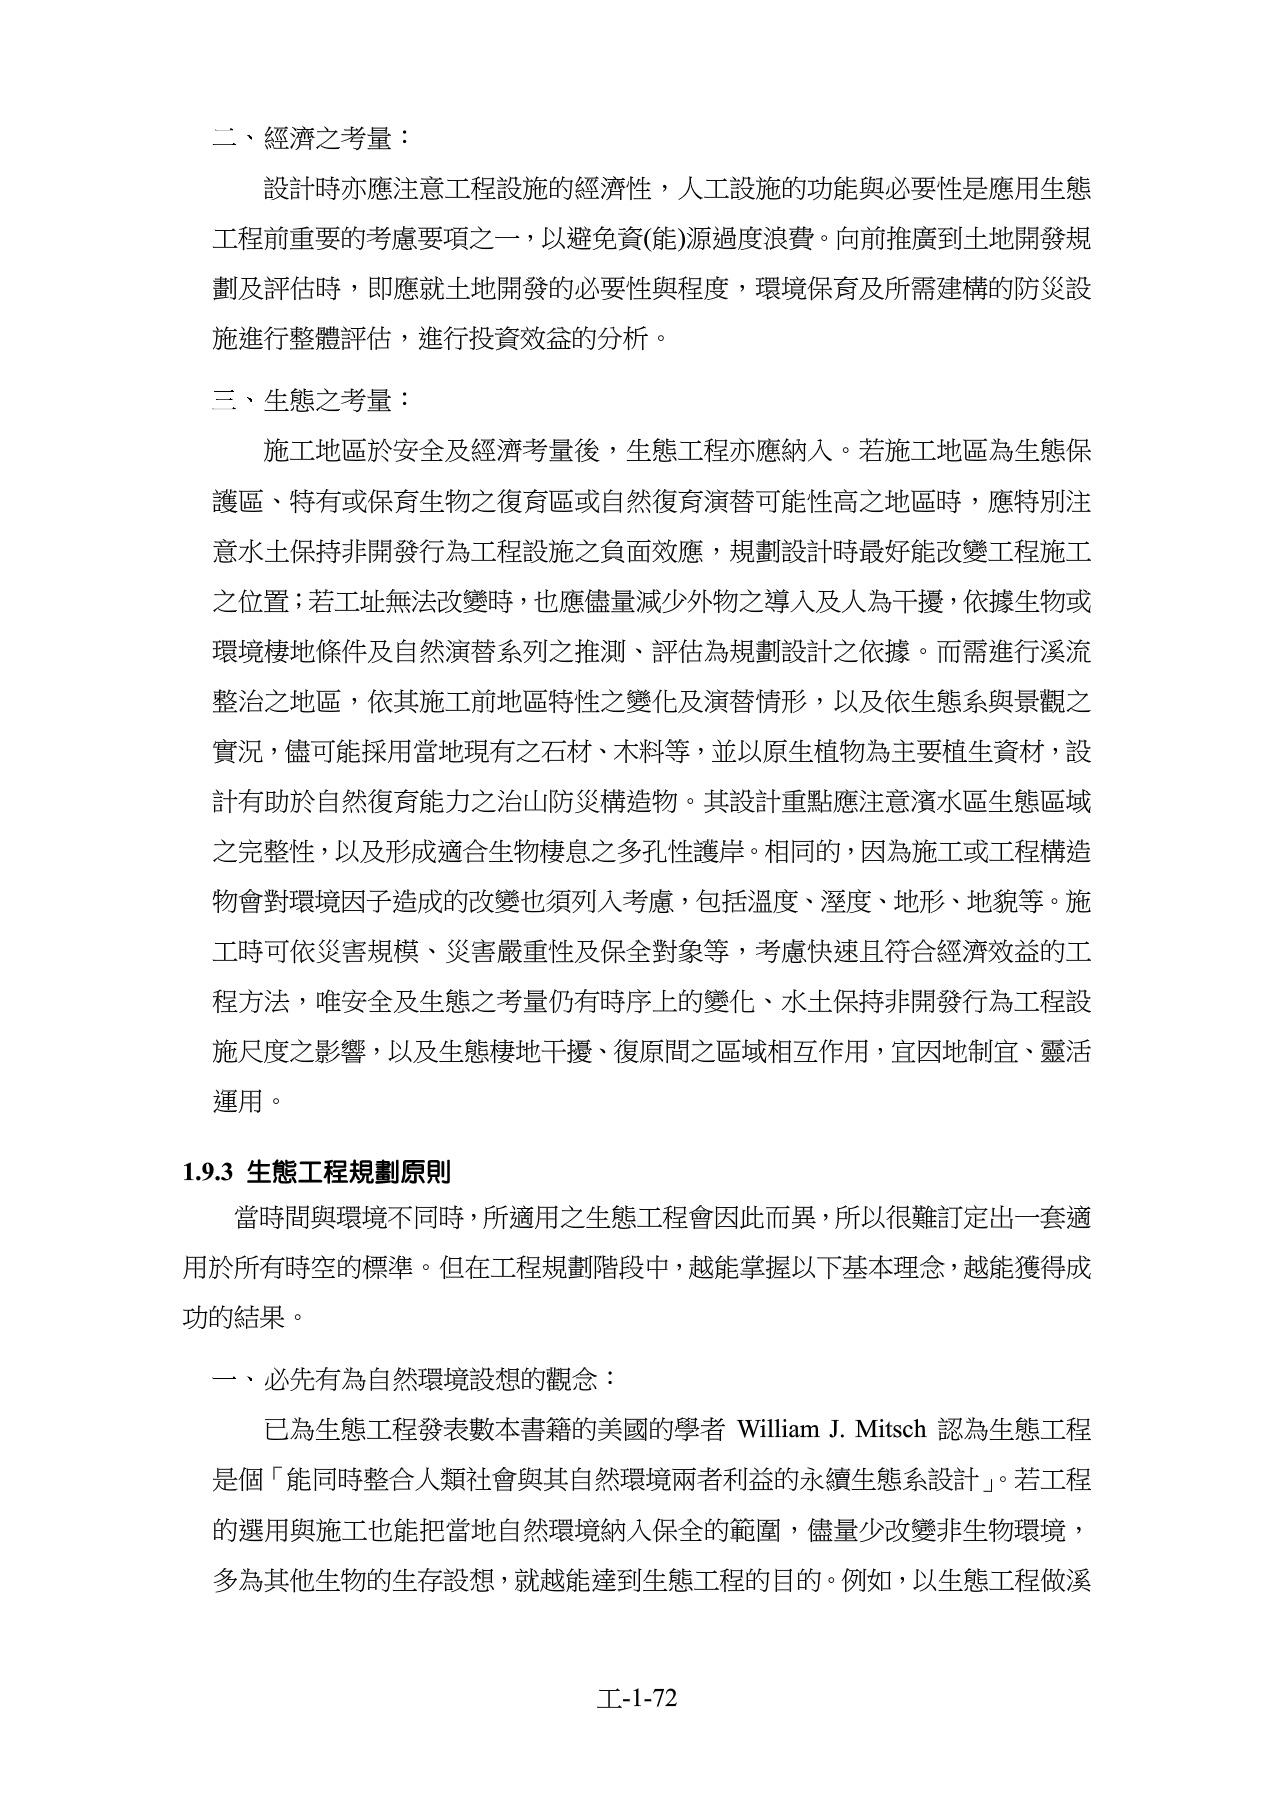 二、經濟之考量：
設計時亦應注意工程設施的經濟性，人工設施的功能與必要性是應用生態
工程前重要的考慮要項之一，以避免資(能)源過度浪費。向前推廣到土地開發規
劃及評估時，即應就土地開發的必要性與程度，環境保育及所需建構的防災設
施進行整體評估，進行投資效益的分析。
三、生態之考量：
施工地區於安全及經濟考量後，生態工程亦應納入。若施工地區為生態保
護區、特有或保育生物之復育區或自然復育演替可能性高之地區時，應特別注
意水土保持非開發行為工程設施之負面效應，規劃設計時最好能改變工程施工
之位置；若工址無法改變時，也應儘量減少外物之導入及人為干擾，依據生物或
環境棲地條件及自然演替系列之推測、評估為規劃設計之依據。而需進行溪流
整治之地區，依其施工前地區特性之變化及演替情形，以及依生態系與景觀之
實況，儘可能採用當地現有之石材、木料等，並以原生植物為主要植生資材，設
計有助於自然復育能力之治山防災構造物。其設計重點應注意濱水區生態區域
之完整性，以及形成適合生物棲息之多孔性護岸。相同的，因為施工或工程構造
物會對環境因子造成的改變也須列入考慮，包括溫度、溼度、地形、地貌等。施
工時可依災害規模、災害嚴重性及保全對象等，考慮快速且符合經濟效益的工
程方法，唯安全及生態之考量仍有時序上的變化、水土保持非開發行為工程設
施尺度之影響，以及生態棲地干擾、復原間之區域相互作用，宜因地制宜、靈活
運用。
1.9.3 生態工程規劃原則
當時間與環境不同時，所適用之生態工程會因此而異，所以很難訂定出一套適
用於所有時空的標準。但在工程規劃階段中，越能掌握以下基本理念，越能獲得成
功的結果。
一、必先有為自然環境設想的觀念：
已為生態工程發表數本書籍的美國的學者 William J. Mitsch 認為生態工程
是個「能同時整合人類社會與其自然環境兩者利益的永續生態系設計」。若工程
的選用與施工也能把當地自然環境納入保全的範圍，儘量少改變非生物環境，
多為其他生物的生存設想，就越能達到生態工程的目的。例如，以生態工程做溪
工-1-72